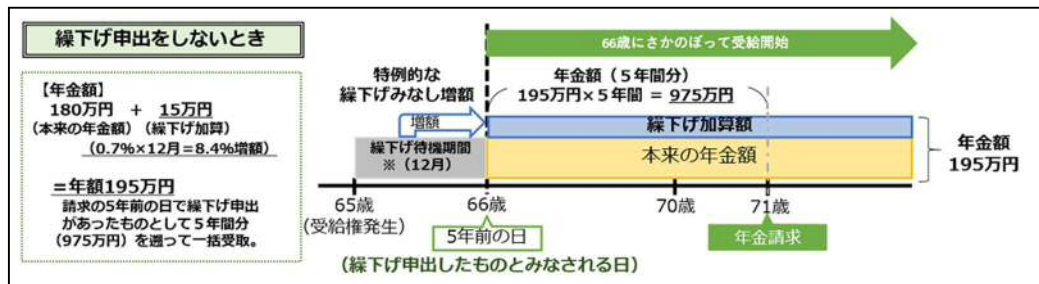 繰下げ申出をしないとき
【年金額】
180万円 + 15万円
(本来の年金額) (繰下げ加算)
(0.7%×12月=8.4%増額)
=年額195万円
請求の5年前の日で繰下げ申出
があったものとして5年間分
(975万円)を遡って一括受取。
66歳にさかのぼって受給開始
特例的な
繰下げみなし増額
年金額(5年間分)
195万円×5年間 = 975万円
増額
繰下げ加算額
繰下げ待機期間
※(12月)
本来の年金額
年金額
195万円
65歳
(受給権発生)
66歳
70歳
71歳
5年前の日
年金請求
(繰下げ申出したものとみなされる日)